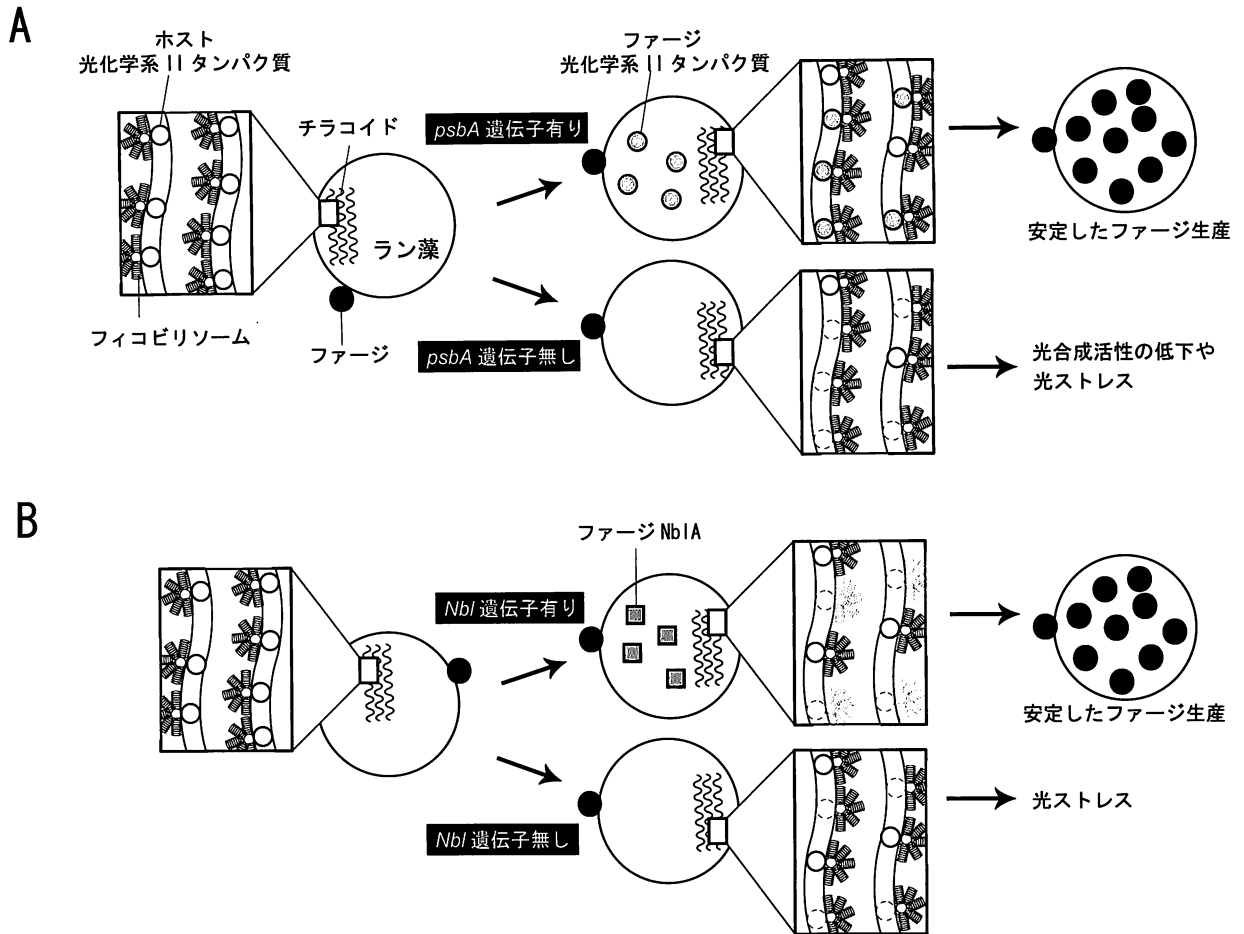 A
ホスト
光化学系IIタンパク質
チラコイド
ラン藻
フィコビリソーム
ファージ
psbA 遺伝子有り
ファージ
光化学系IIタンパク質
安定したファージ生産
psbA 遺伝子無し
光合成活性の低下や
光ストレス
B
Nbl 遺伝子有り
ファージNblA
安定したファージ生産
Nbl 遺伝子無し
光ストレス